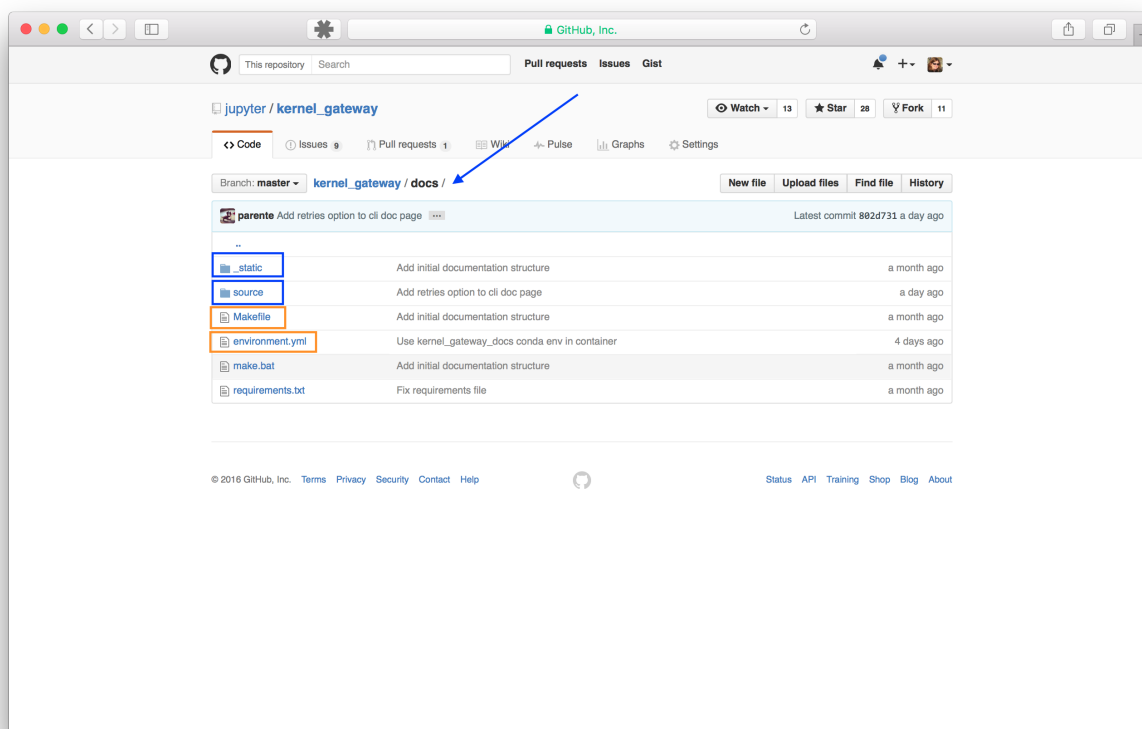 GitHub, Inc.
This repository Search Pull requests Issues Gist
jupyter / kernel_gateway Watch 13 Star 28 Fork 11
Code Issues 9 Pull requests 1 Wiki Pulse Graphs Settings
Branch: master kernel_gateway / docs / New file Upload files Find file History
parente Add retries option to cli doc page ... Latest commit 802d731 a day ago
..
_static Add initial documentation structure a month ago
source Add retries option to cli doc page a day ago
Makefile Add initial documentation structure a month ago
environment.yml Use kernel_gateway_docs conda env in container 4 days ago
make.bat Add initial documentation structure a month ago
requirements.txt Fix requirements file a month ago
© 2016 GitHub, Inc. Terms Privacy Security Contact Help Status API Training Shop Blog About